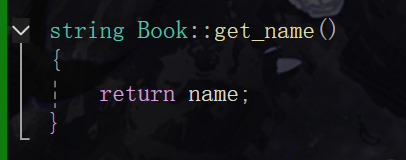 string Book::get_name()
{
return name;
}